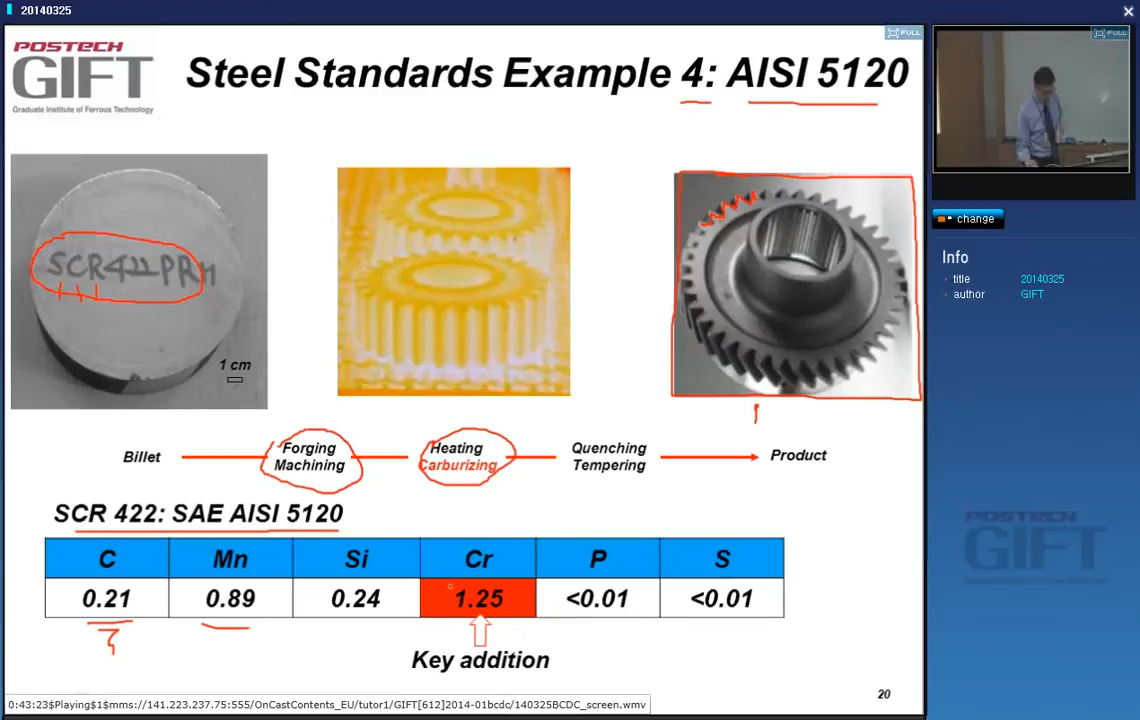 20140325
POSTECH
GIFT
Graduate Institute of Ferrous Technology
Steel Standards Example 4: AISI 5120
FULL
FULL
SCR422PRM
1 cm
change
Info
title 20140325
author GIFT
Billet
Forging
Machining
Heating
Carburizing
Quenching
Tempering
Product
SCR 422: SAE AISI 5120
C Mn Si Cr P S
0.21 0.89 0.24 1.25 <0.01 <0.01
Key addition
20
POSTECH
GIFT
0:43:23$Playing$1$mms://141.223.237.75:555/OnCastContents_EU/tutor1/GIFT[612]2014-01bcdc/140325BCDC_screen.wmv